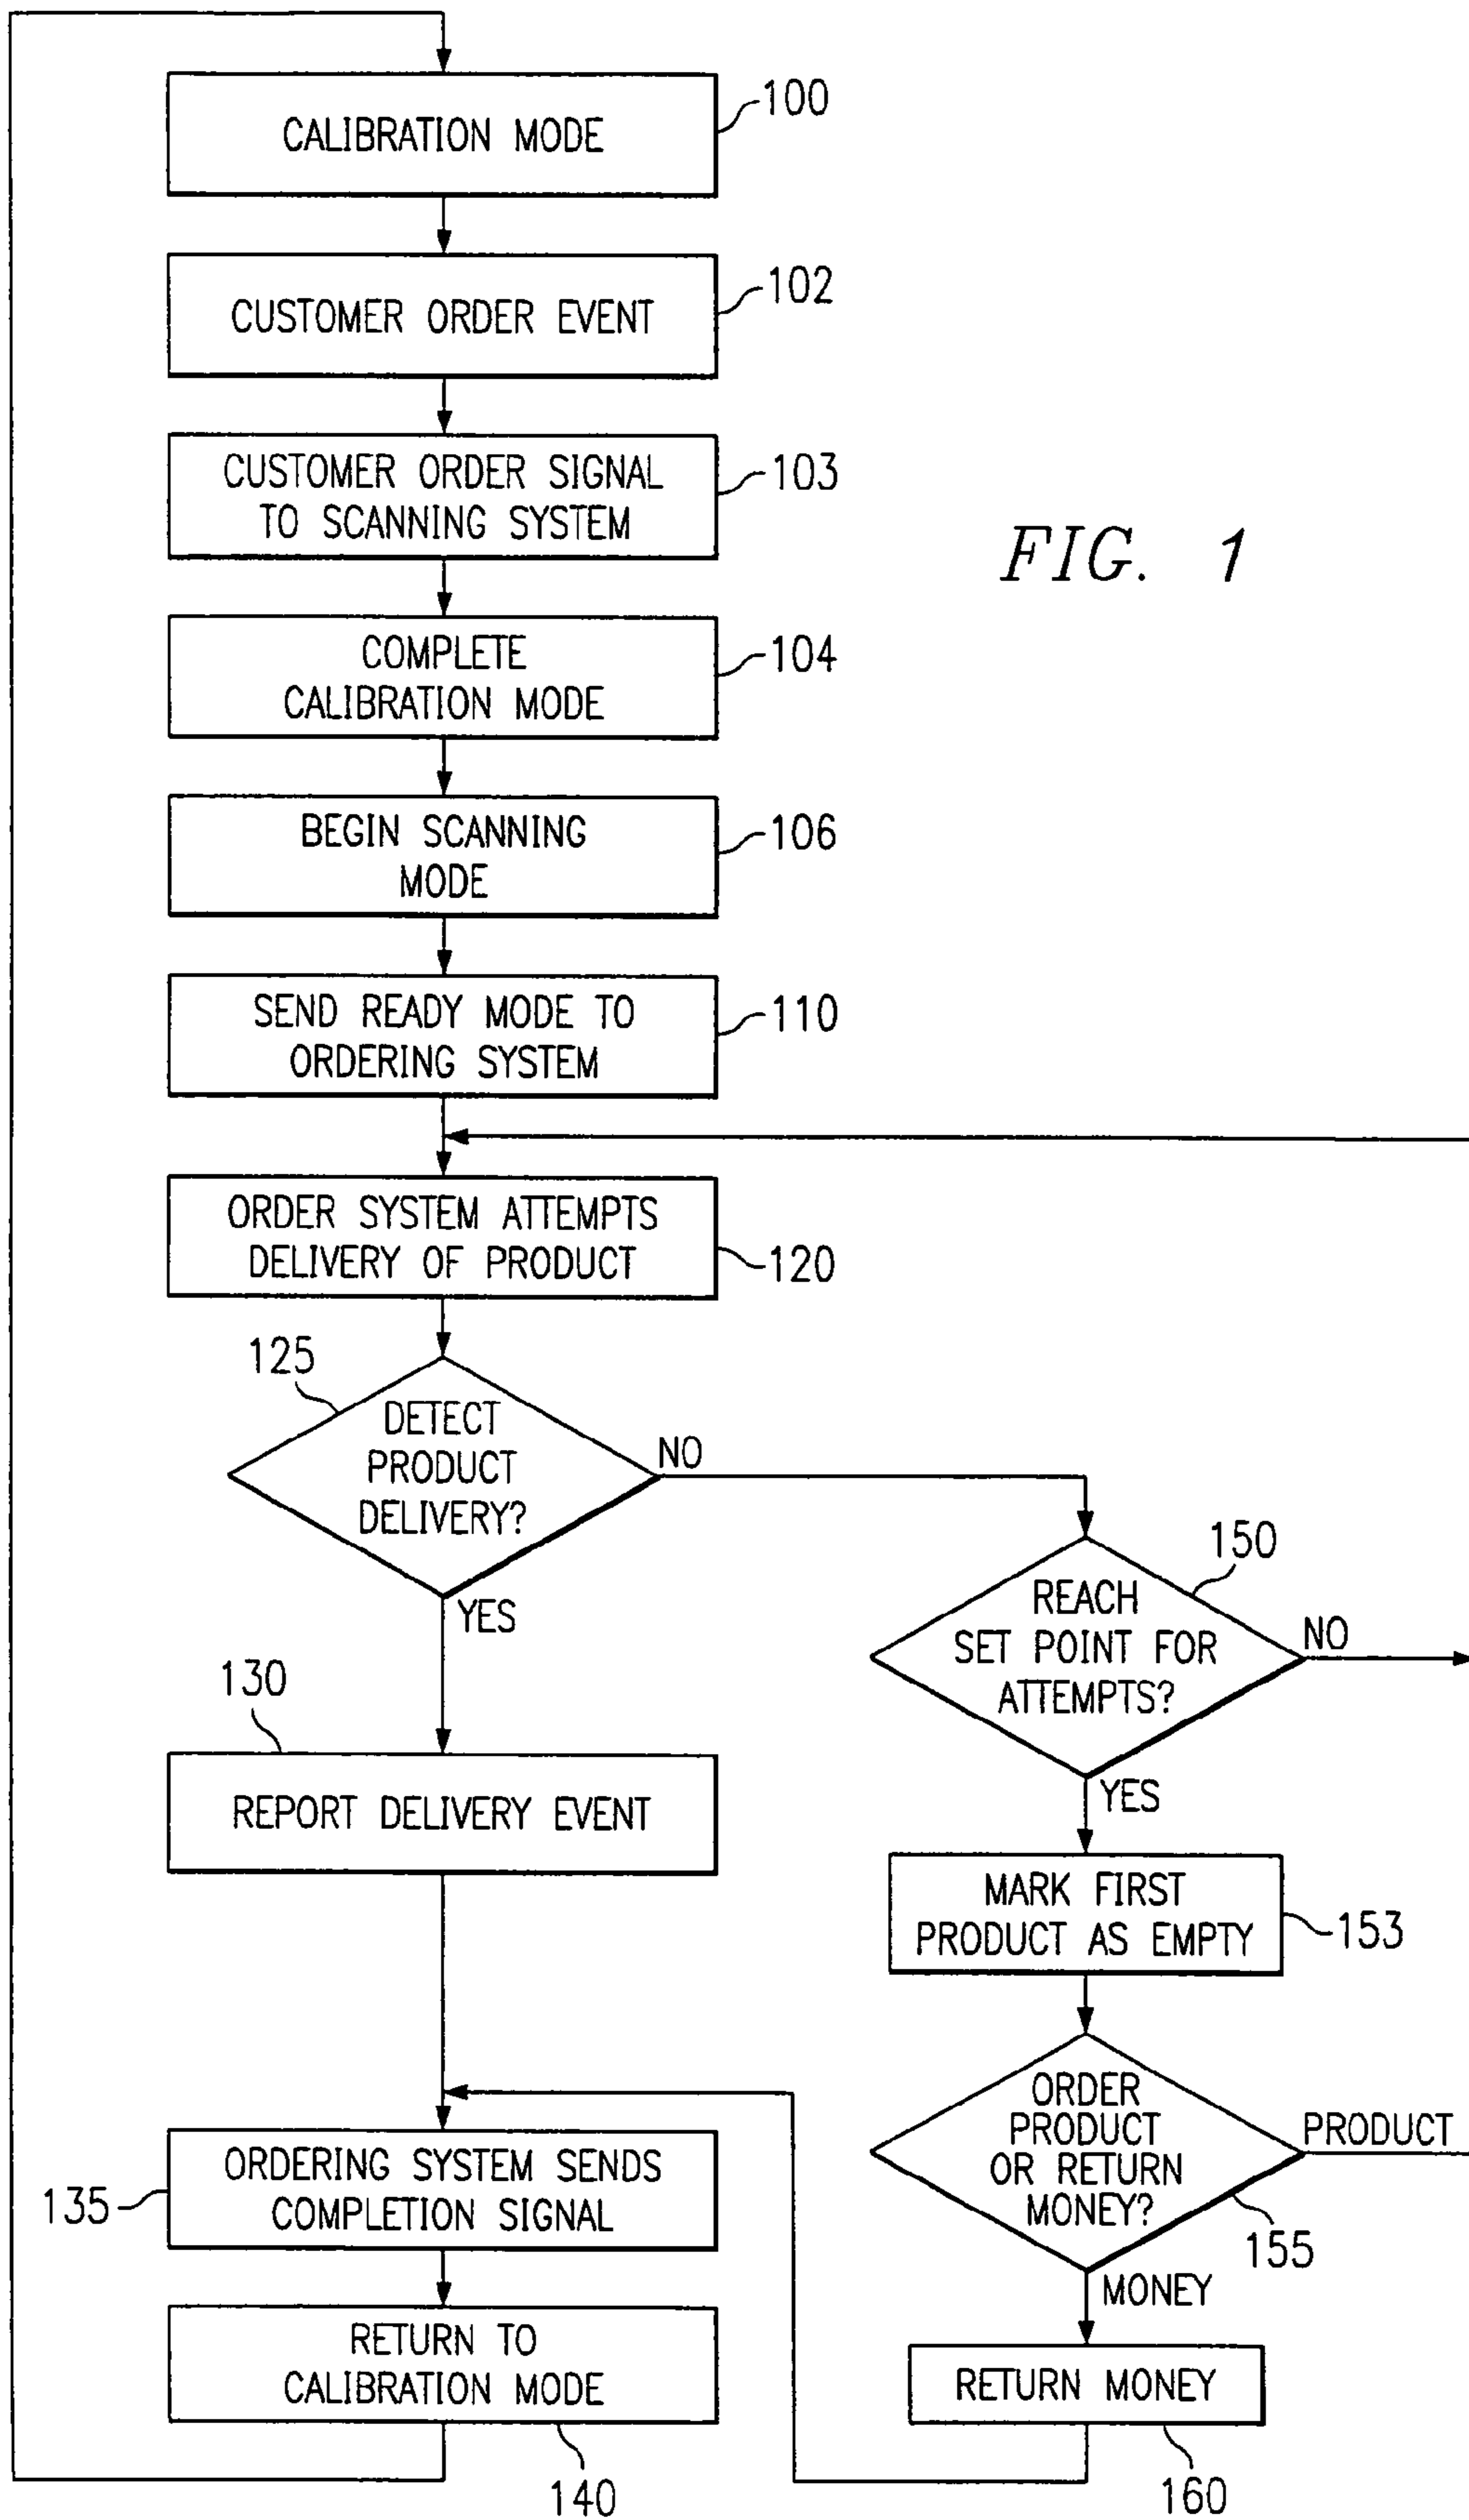 CALIBRATION MODE
100
CUSTOMER ORDER EVENT
102
CUSTOMER ORDER SIGNAL
TO SCANNING SYSTEM
103
FIG. 1
COMPLETE
CALIBRATION MODE
104
BEGIN SCANNING
MODE
106
SEND READY MODE TO
ORDERING SYSTEM
110
ORDER SYSTEM ATTEMPTS
DELIVERY OF PRODUCT
120
125
DETECT
PRODUCT
DELIVERY?
NO
YES
150
REACH
SET POINT FOR
ATTEMPTS?
NO
YES
130
REPORT DELIVERY EVENT
MARK FIRST
PRODUCT AS EMPTY
153
ORDER
PRODUCT
OR RETURN
MONEY?
PRODUCT
155
MONEY
ORDERING SYSTEM SENDS
COMPLETION SIGNAL
135
RETURN TO
CALIBRATION MODE
140
RETURN MONEY
160